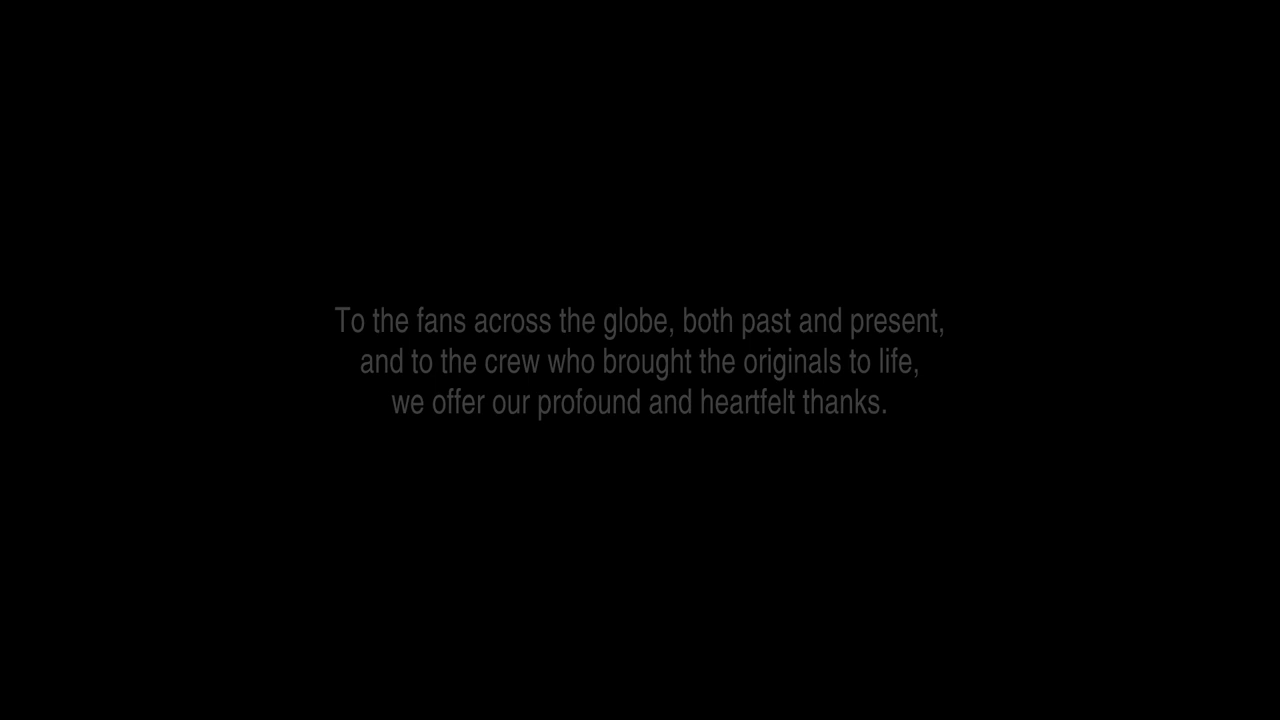 To the fans across the globe, both past and present,
and to the crew who brought the originals to life,
we offer our profound and heartfelt thanks.